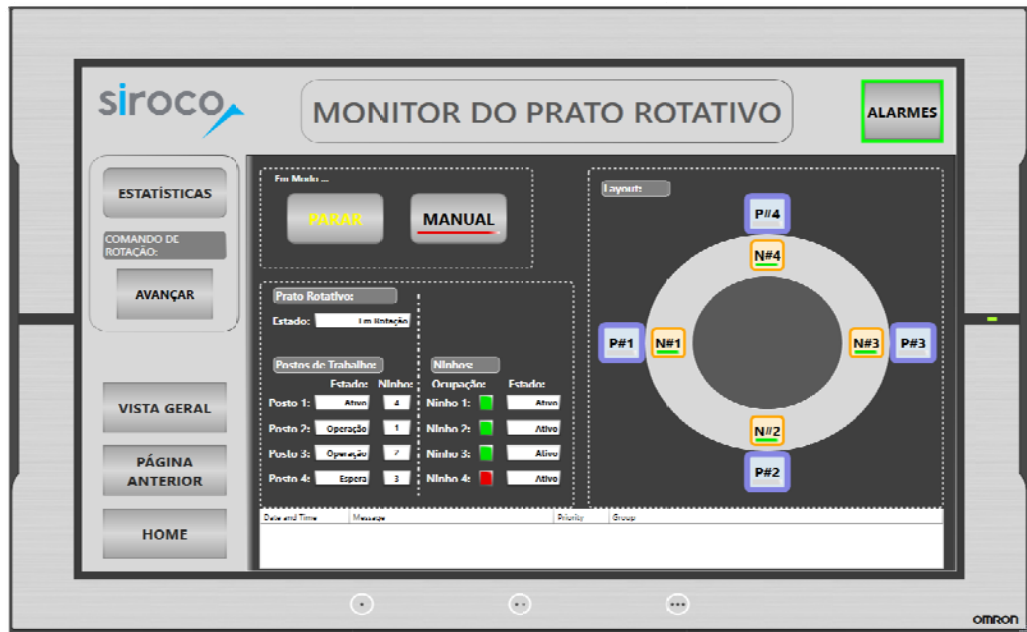 siroco
MONITOR DO PRATO ROTATIVO
ALARMES
ESTATÍSTICAS
COMANDO DE
ROTAÇÃO:
AVANÇAR
VISTA GERAL
PÁGINA
ANTERIOR
HOME
Em Modo ...
PARAR
MANUAL
Prato Rotativo:
Estado: Em Rotação
Postos de Trabalho:
Estado: Ninho:
Posto 1: Ativo 4
Posto 2: Operação 1
Posto 3: Operação 2
Posto 4: Espera 3
Ninhos:
Ocupação: Estado:
Ninho 1: Ativo
Ninho 2: Ativo
Ninho 3: Ativo
Ninho 4: Ativo
Layout:
P#4
N#4
P#1 N#1 N#3 P#3
N#2
P#2
Date and Time Message Priority Group
OMRON